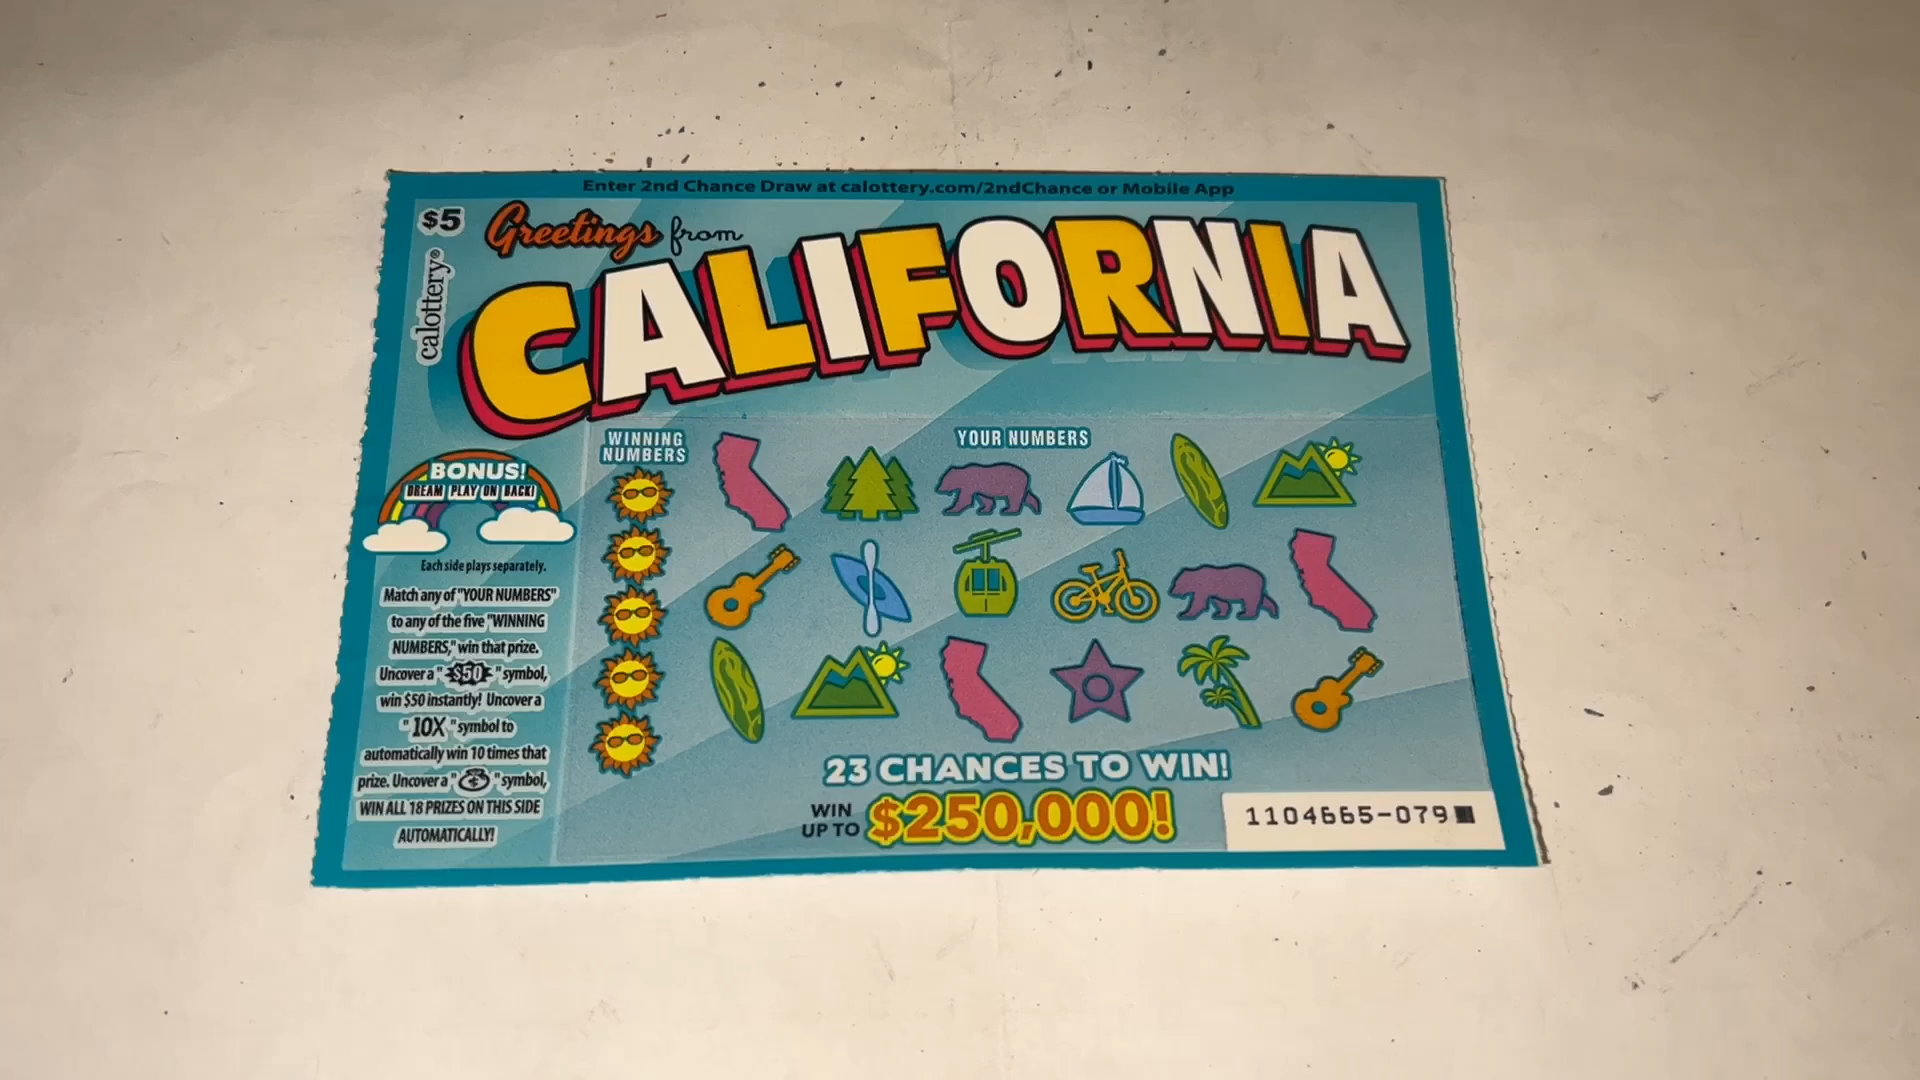 Enter 2nd Chance Draw at calottery.com/2ndChance or Mobile App
$5
calottery®
Greetings from
CALIFORNIA
BONUS!
DREAM PLAY ON BACK!
Each side plays separately.
Match any of "YOUR NUMBERS"
to any of the five "WINNING
NUMBERS," win that prize.
Uncover a "$50" symbol,
win $50 instantly! Uncover a
"10X" symbol to
automatically win 10 times that
prize. Uncover a " " symbol,
WIN ALL 18 PRIZES ON THIS SIDE
AUTOMATICALLY!
WINNING
NUMBERS
YOUR NUMBERS
23 CHANCES TO WIN!
WIN
UP TO $250,000!
1104665-079